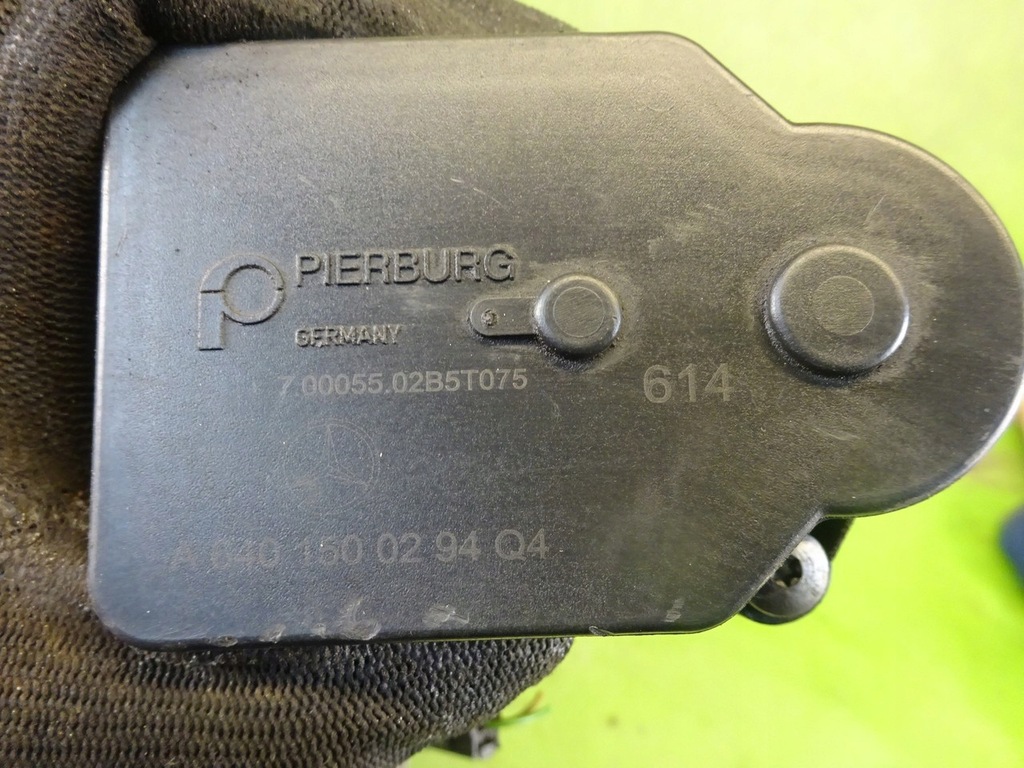 PIERBURG
GERMANY
7.00055.02B5T075
614
A 640 150 02 94 Q4